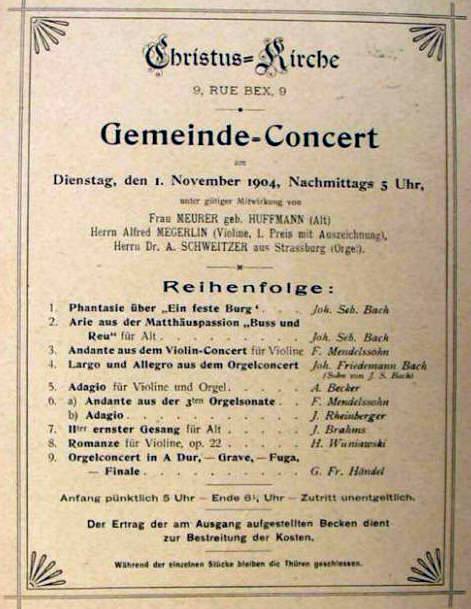 Christus=Kirche
9, RUE BEX, 9
Gemeinde-Concert
am
Dienstag, den 1. November 1904, Nachmittags 5 Uhr,
unter gütiger Mitwirkung von
Frau MEURER geb. HUFFMANN (Alt)
Herrn Alfred MEGERLIN (Violine, I. Preis mit Auszeichnung),
Herrn Dr. A. SCHWEITZER aus Strassburg (Orgel).
Reihenfolge:
1. Phantasie über „Ein feste Burg‘ . . . . Joh. Seb. Bach
2. Arie aus der Matthäuspassion „Buss und
Reu“ für Alt . . . . . . . . . Joh. Seb. Bach
3. Andante aus dem Violin-Concert für Violine F. Mendelssohn
4. Largo und Allegro aus dem Orgelconcert Joh. Friedemann Bach
(Sohn von J. S. Bach)
5. Adagio für Violine und Orgel . . . . . A. Becker
6. a) Andante aus der 3ten Orgelsonate . . F. Mendelssohn
b) Adagio . . . . . . . . . . J. Rheinberger
7. IIter ernster Gesang für Alt . . . . . . J. Brahms
8. Romanze für Violine, op. 22 . . . . . . H. Wuniawski
9. Orgelconcert in A Dur, — Grave, — Fuga,
— Finale . . . . . . . . . . G. Fr. Händel
Anfang pünktlich 5 Uhr — Ende 6¼ Uhr — Zutritt unentgeltlich.
Der Ertrag der am Ausgang aufgestellten Becken dient
zur Bestreitung der Kosten.
Während der einzelnen Stücke bleiben die Thüren geschlossen.